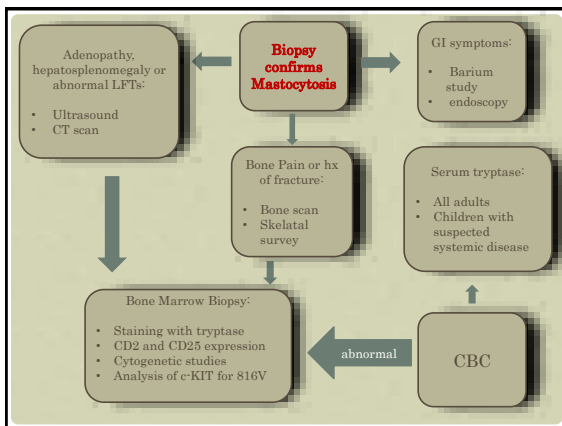 Adenopathy,
hepatosplenomegaly or
abnormal LFTs:
• Ultrasound
• CT scan
Biopsy
confirms
Mastocytosis
GI symptoms:
• Barium
study
• endoscopy
Bone Pain or hx
of fracture:
• Bone scan
• Skelatal
survey
Serum tryptase:
• All adults
• Children with
suspected
systemic disease
Bone Marrow Biopsy:
• Staining with tryptase
• CD2 and CD25 expression
• Cytogenetic studies
• Analysis of c-KIT for 816V
abnormal
CBC